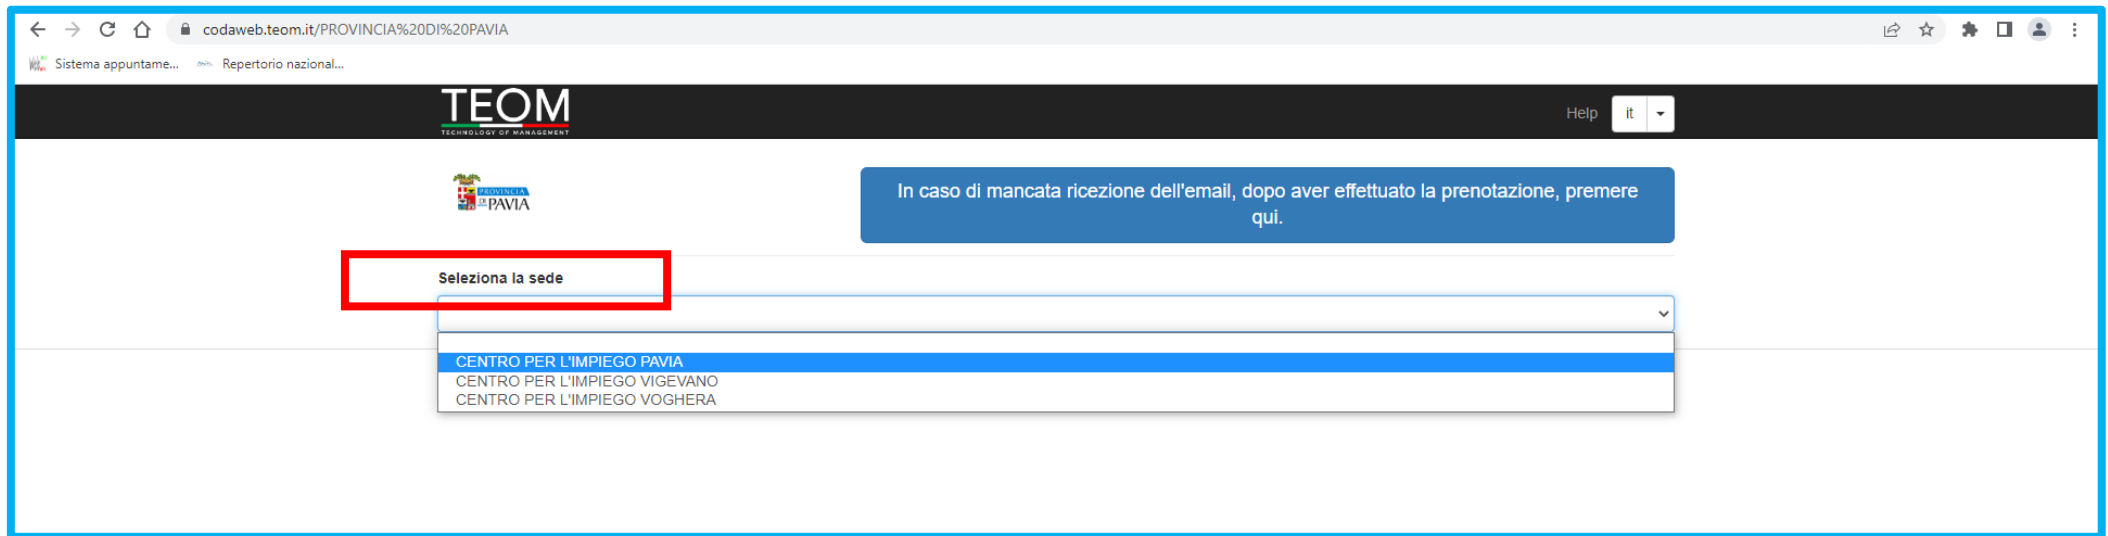 codaweb.teom.it/PROVINCIA%20DI%20PAVIA
Sistema appuntame... Repertorio nazional...
TEOM
TECHNOLOGY OF MANAGEMENT
Help it
PROVINCIA
DI PAVIA
In caso di mancata ricezione dell'email, dopo aver effettuato la prenotazione, premere
qui.
Seleziona la sede
CENTRO PER L'IMPIEGO PAVIA
CENTRO PER L'IMPIEGO VIGEVANO
CENTRO PER L'IMPIEGO VOGHERA